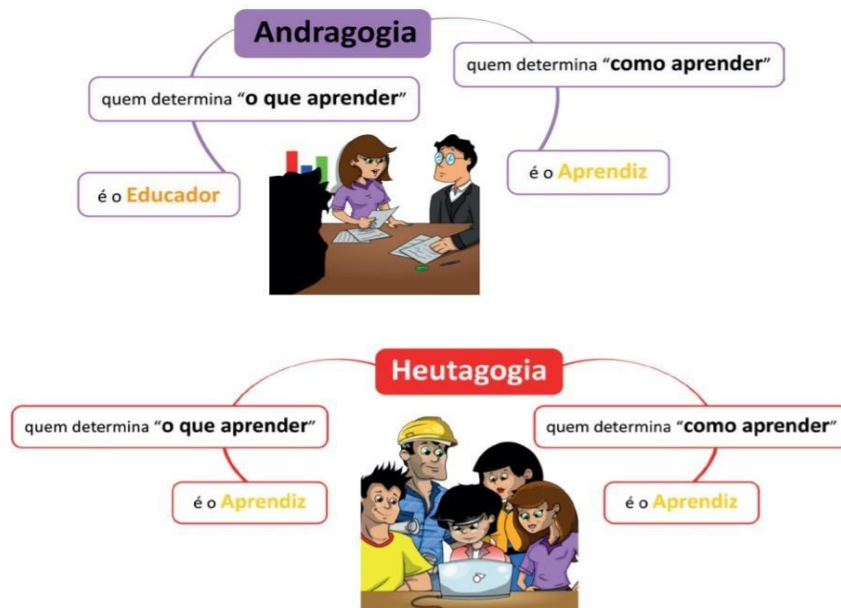 Andragogia
quem determina “o que aprender”
quem determina “como aprender”
é o Educador
é o Aprendiz
Heutagogia
quem determina “o que aprender”
quem determina “como aprender”
é o Aprendiz
é o Aprendiz